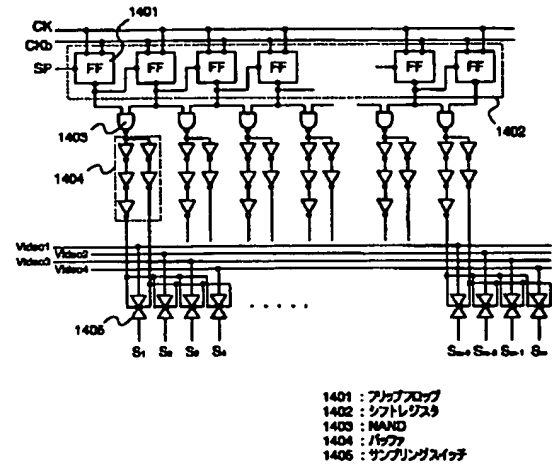 1401
CK
CKb
SP
FF FF FF FF FF FF
1402
1403
1404
Video1
Video2
Video3
Video4
1405
S1 S2 S3 S4 Sm-3 Sm-2 Sm-1 Sm
1401 : フリップフロップ
1402 : シフトレジスタ
1403 : NAND
1404 : バッファ
1405 : サンプリングスイッチ